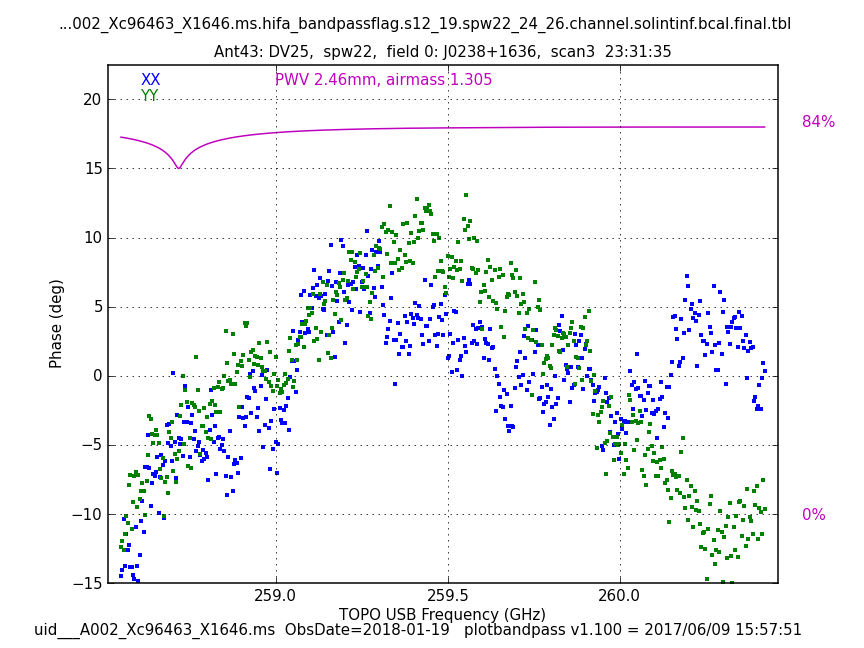 ...002_Xc96463_X1646.ms.hifa_bandpassflag.s12_19.spw22_24_26.channel.solintinf.bcal.final.tbl
Ant43: DV25, spw22, field 0: J0238+1636, scan3 23:31:35
XX
PWV 2.46mm, airmass 1.305
YY
20
84%
15
10
5
0
−5
−10
0%
−15
Phase (deg)
259.0
259.5
260.0
TOPO USB Frequency (GHz)
uid___A002_Xc96463_X1646.ms ObsDate=2018-01-19 plotbandpass v1.100 = 2017/06/09 15:57:51